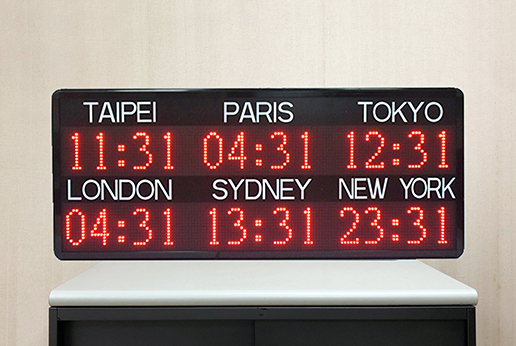 TAIPEI PARIS TOKYO
11:31 04:31 12:31
LONDON SYDNEY NEW YORK
04:31 13:31 23:31